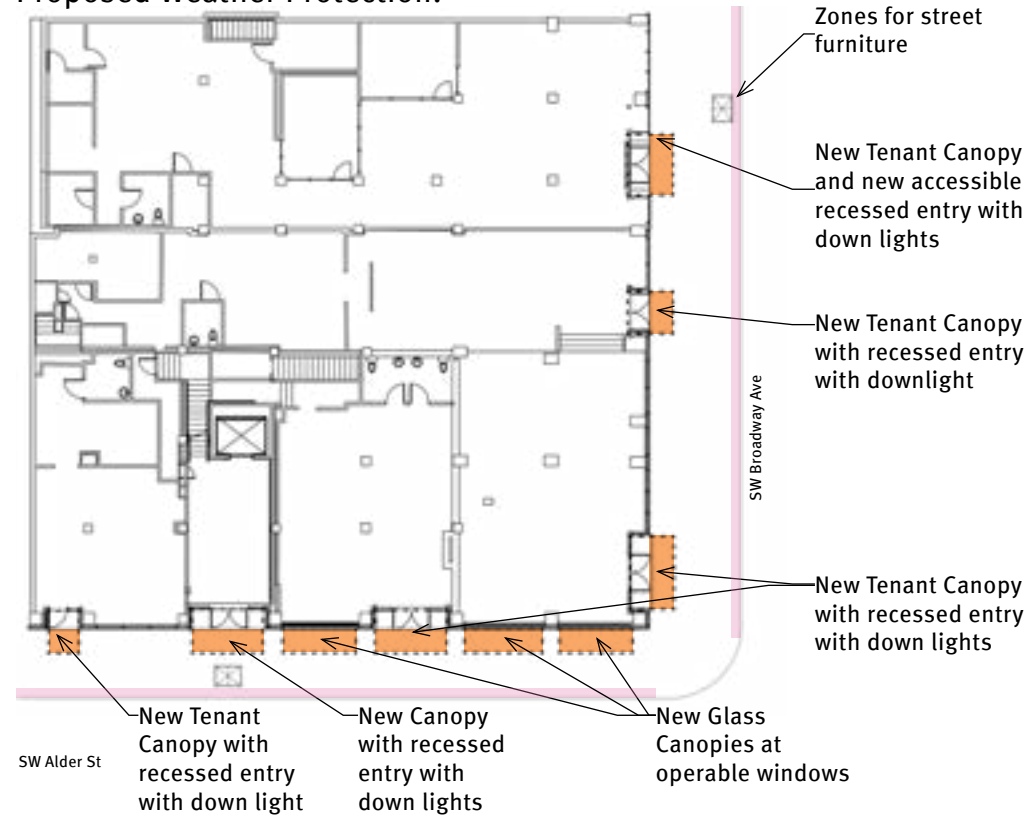 Proposed Weather Protection:
Zones for street
furniture
New Tenant Canopy
and new accessible
recessed entry with
down lights
New Tenant Canopy
with recessed entry
with downlight
SW Broadway Ave
New Tenant Canopy
with recessed entry
with down lights
New Tenant
Canopy with
recessed entry
with down light
New Canopy
with recessed
entry with
down lights
New Glass
Canopies at
operable windows
SW Alder St